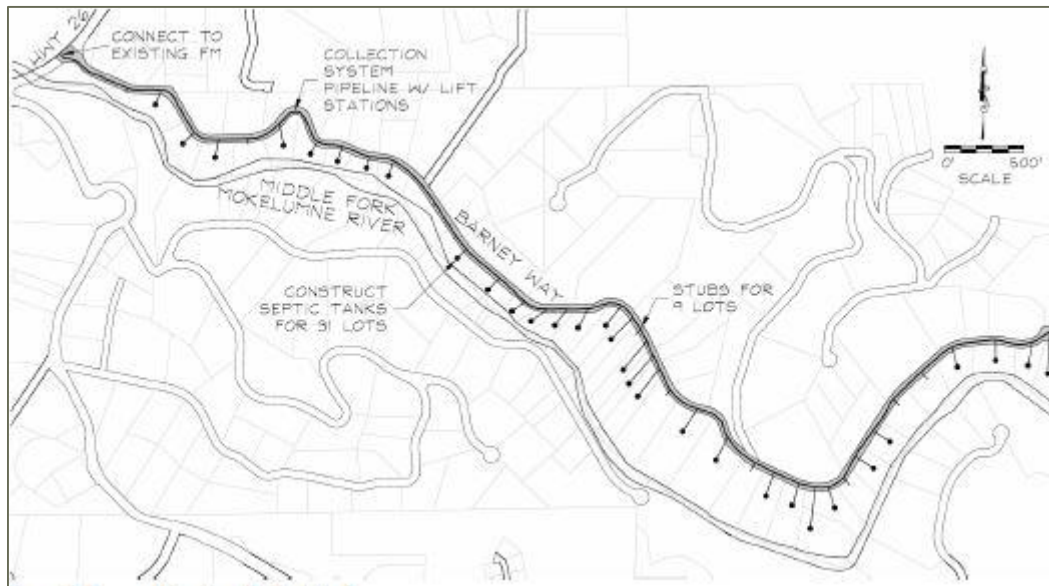 HWY 26
CONNECT TO
EXISTING FM
COLLECTION
SYSTEM
PIPELINE W/ LIFT
STATIONS
0'
500'
SCALE
MIDDLE FORK
MOKELUMNE RIVER
BARNEY WAY
CONSTRUCT
SEPTIC TANKS
FOR 31 LOTS
STUBS FOR
9 LOTS